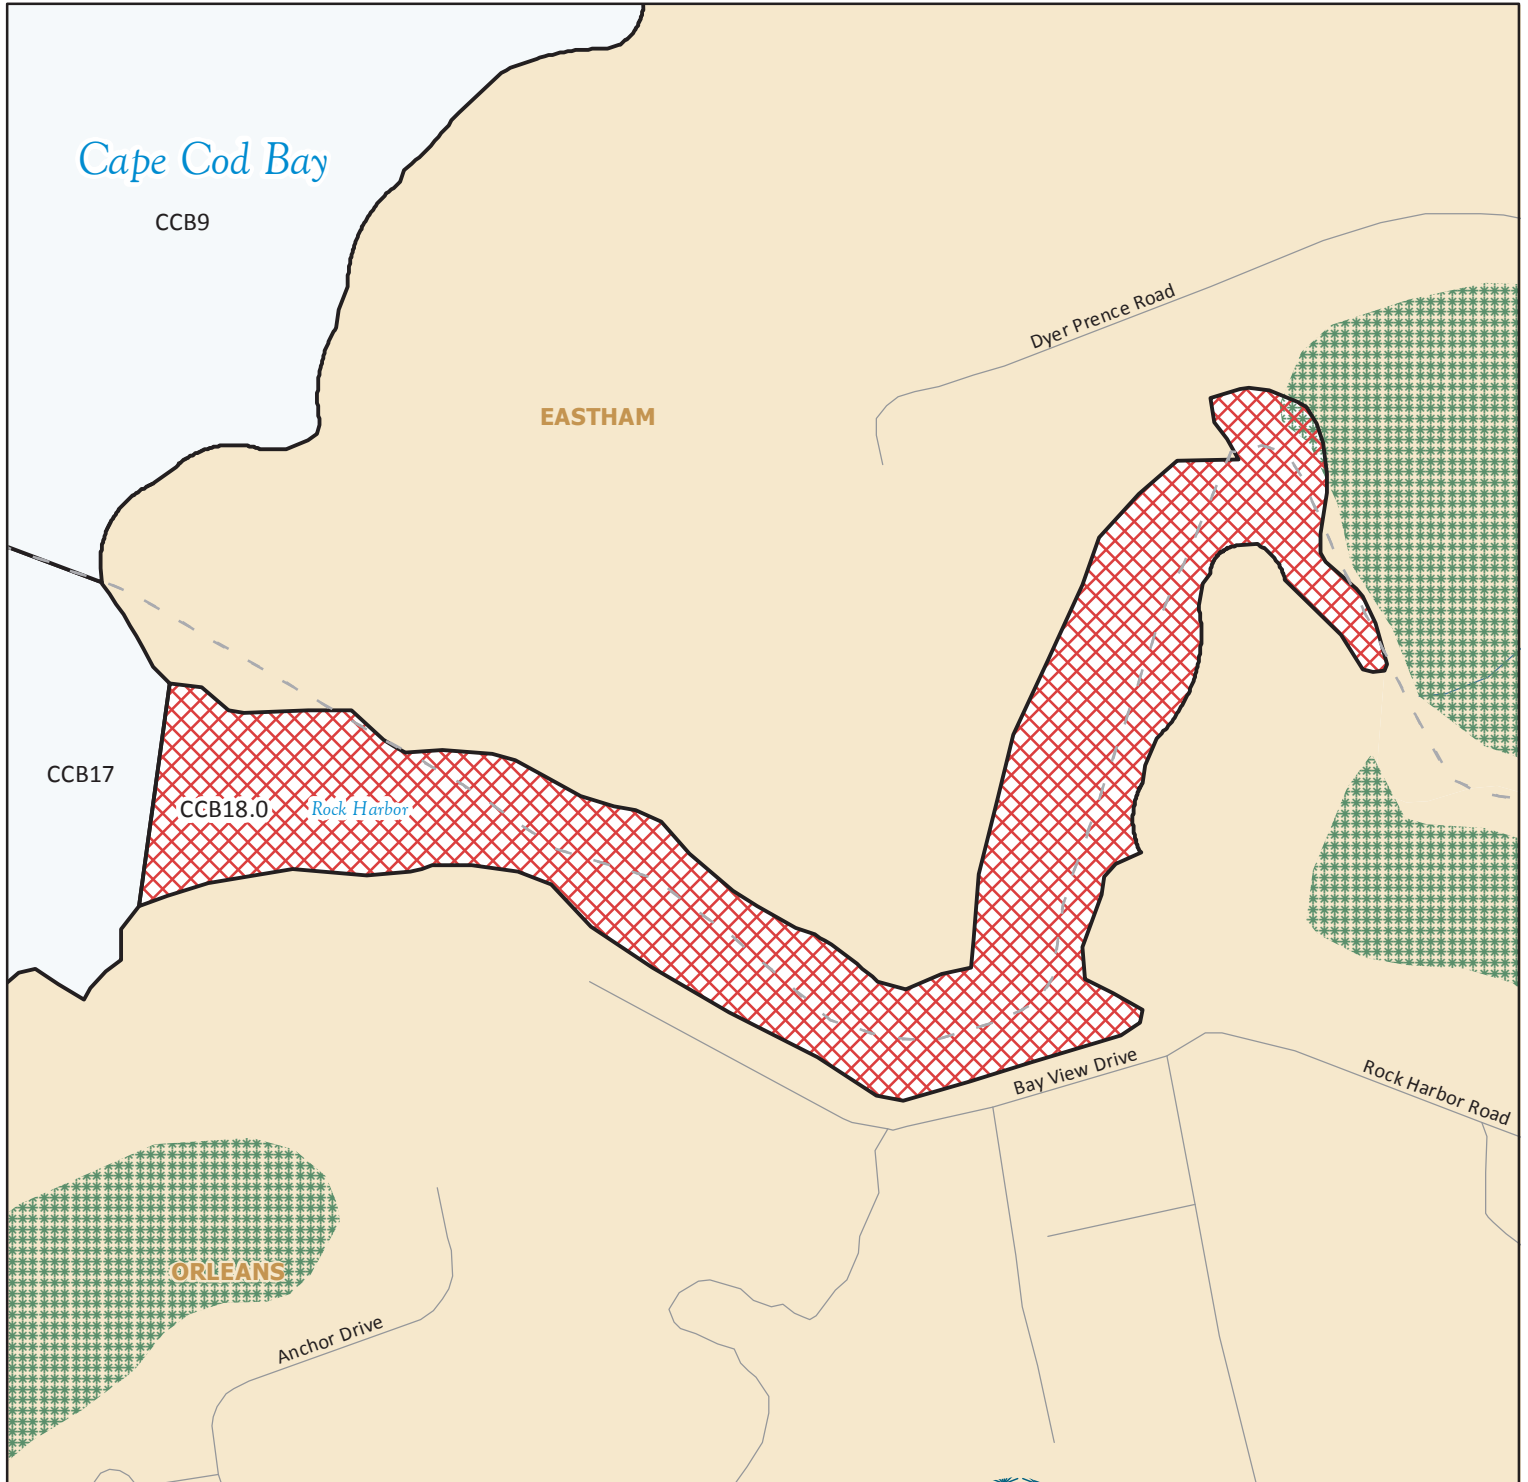 Cape Cod Bay
CCB9
Dyer Prence Road
EASTHAM
CCB17
CCB18.0
Rock Harbor
Bay View Drive
Rock Harbor Road
ORLEANS
Anchor Drive